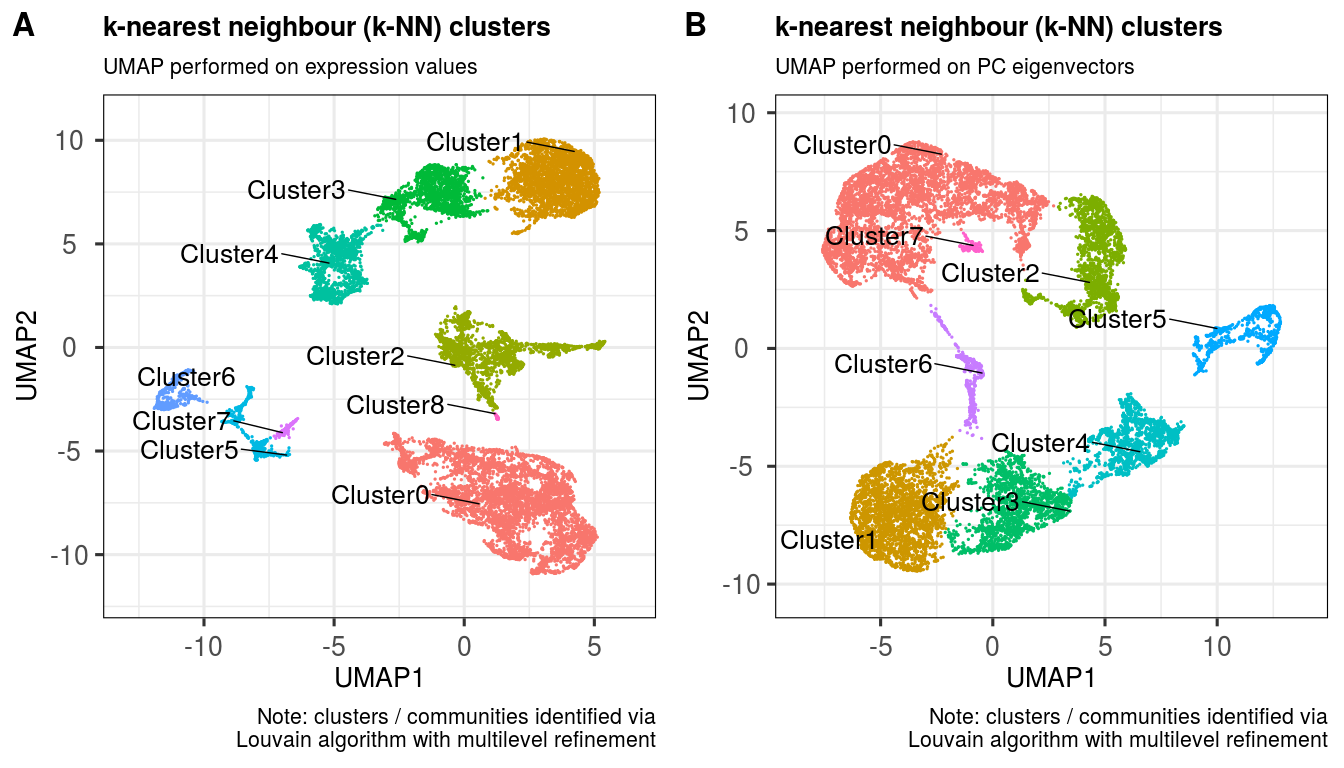 A
k-nearest neighbour (k-NN) clusters
UMAP performed on expression values
UMAP2
10
5
0
-5
-10
Cluster1
Cluster3
Cluster4
Cluster2
Cluster6
Cluster8
Cluster7
Cluster5
Cluster0
-10
-5
0
5
UMAP1
Note: clusters / communities identified via
Louvain algorithm with multilevel refinement
B
k-nearest neighbour (k-NN) clusters
UMAP performed on PC eigenvectors
UMAP2
10
5
0
-5
-10
Cluster0
Cluster7
Cluster2
Cluster5
Cluster6
Cluster4
Cluster3
Cluster1
-5
0
5
10
UMAP1
Note: clusters / communities identified via
Louvain algorithm with multilevel refinement